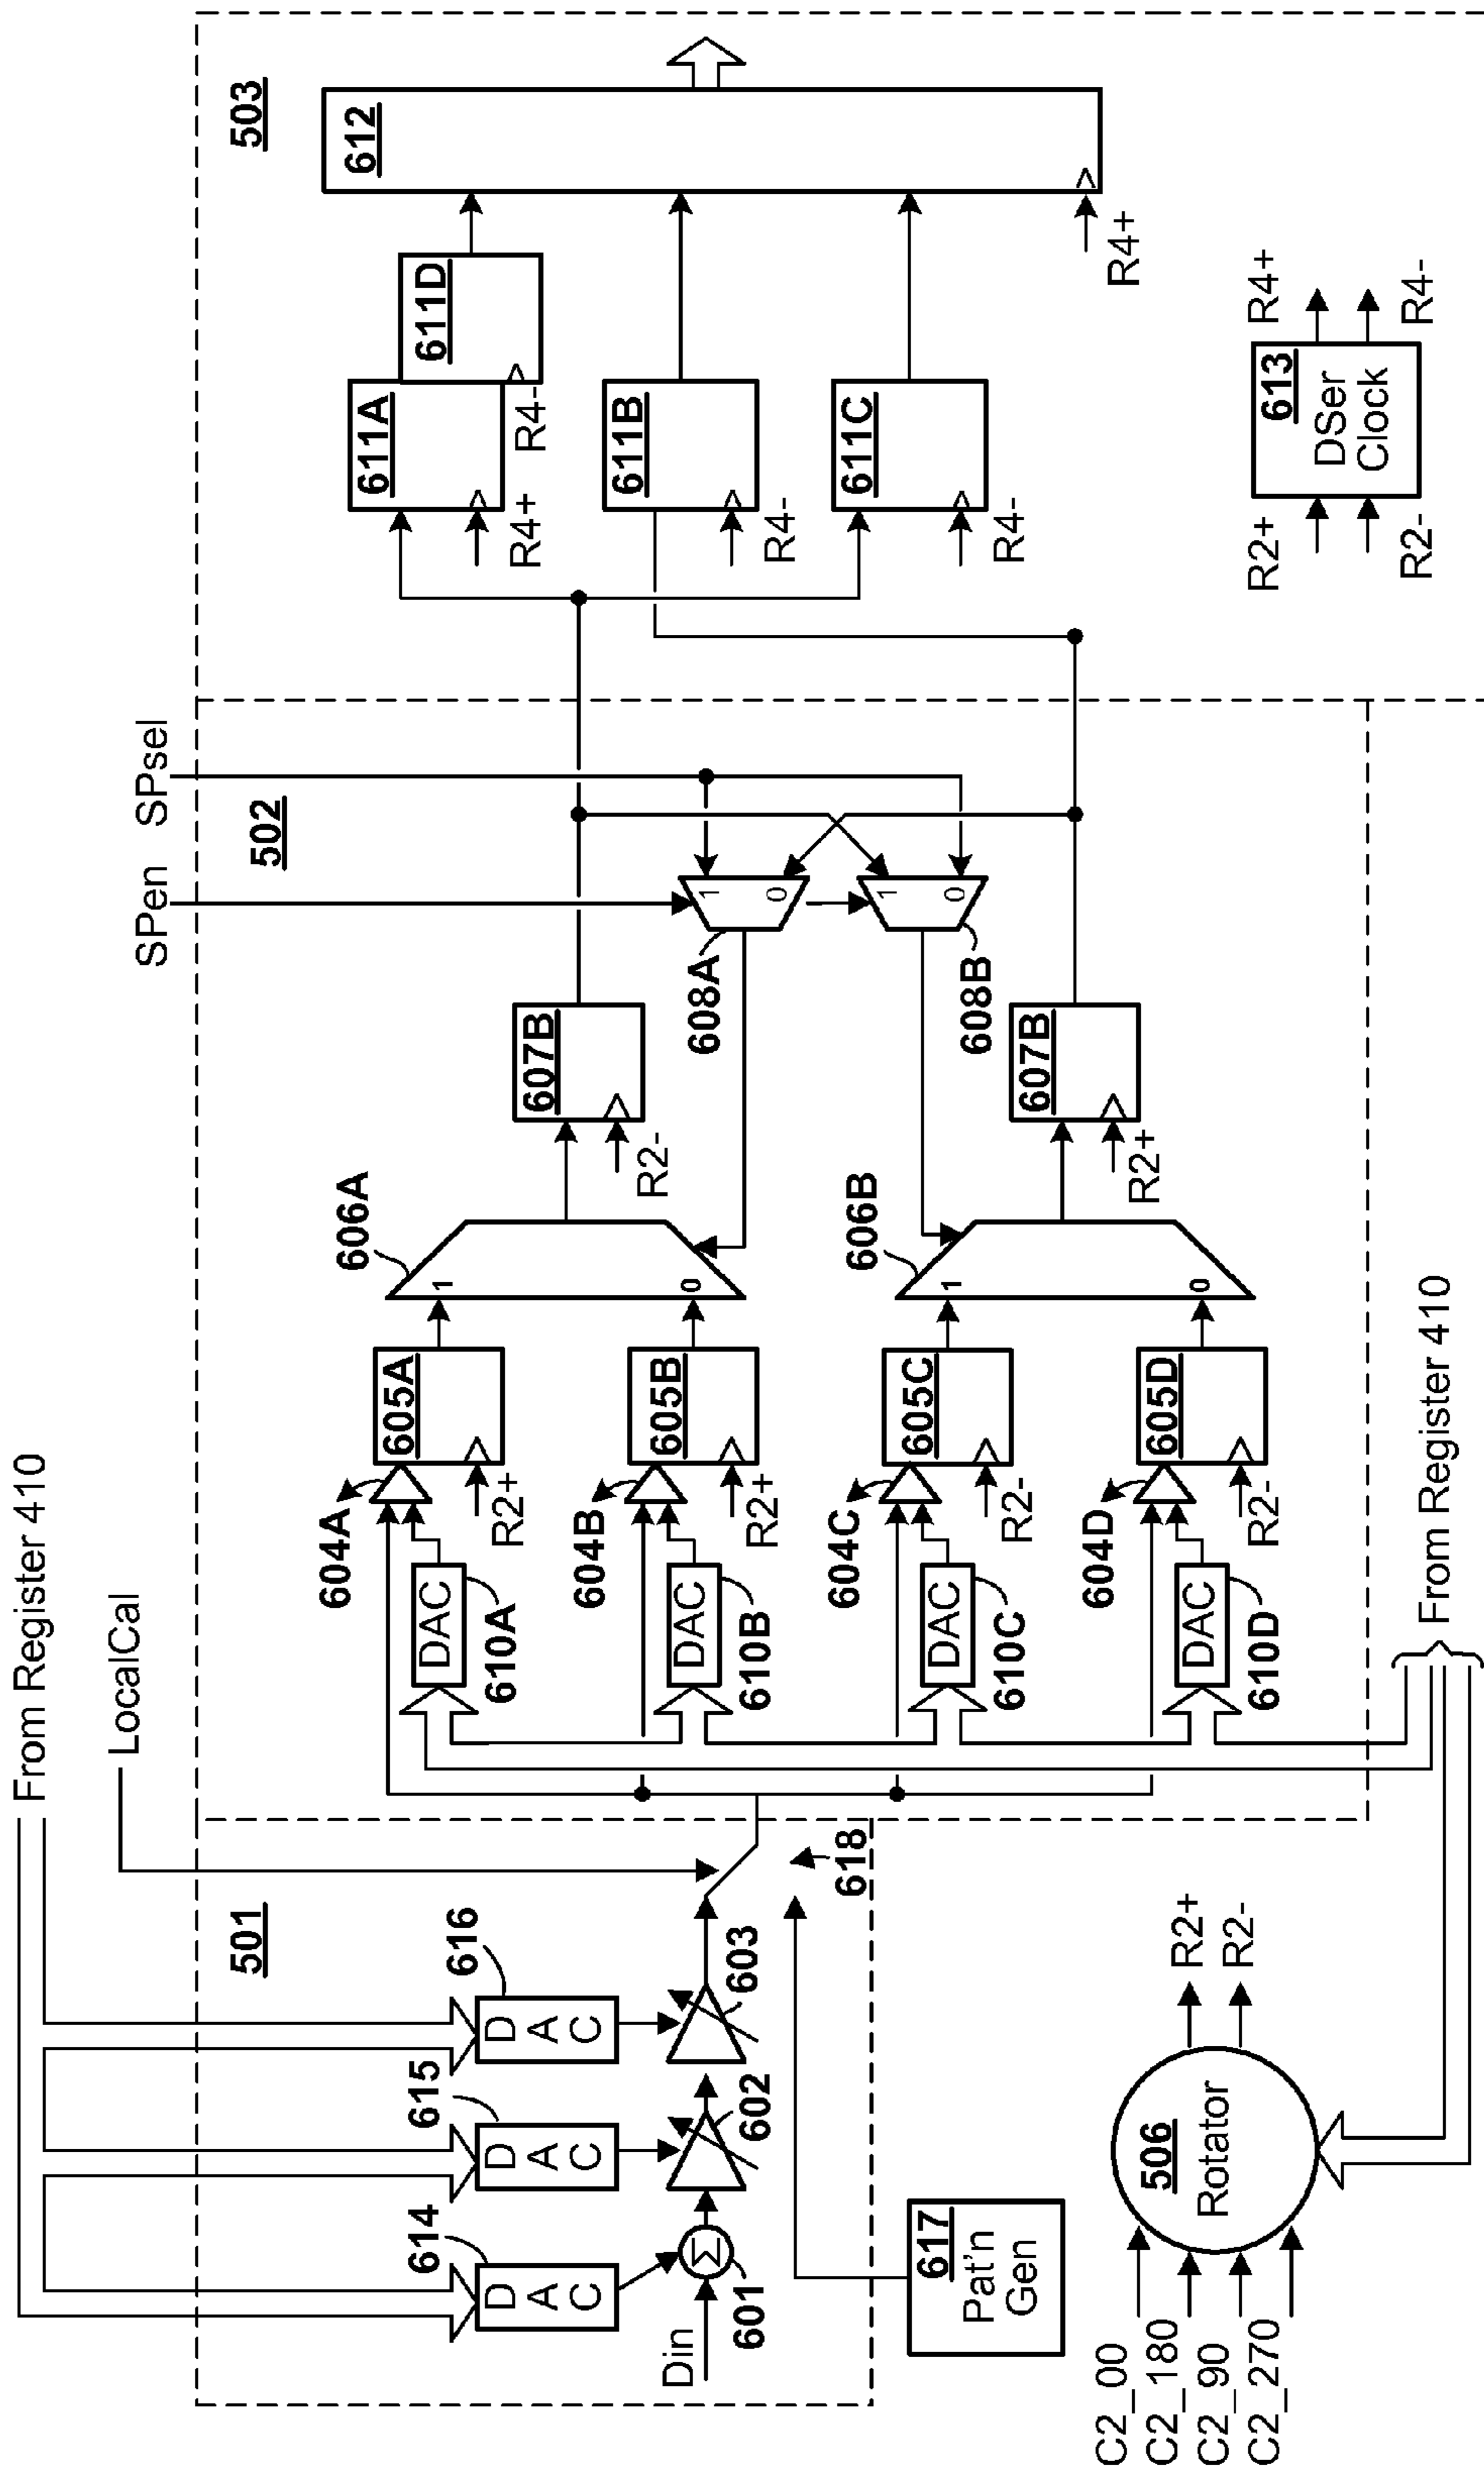 From Register 410
LocalCal
SPen
SPsel
501
614
D A C
615
D A C
616
D A C
Din
Σ
601
602
603
618
617
Pat'n
Gen
C2_00
C2_180
C2_90
C2_270
506
Rotator
R2+
R2-
From Register 410
502
604A
DAC
610A
605A
R2+
604B
DAC
610B
605B
R2+
604C
DAC
610C
605C
R2-
604D
DAC
610D
605D
R2-
606A
1
0
606B
1
0
607B
R2-
607B
R2+
608A
1
0
608B
1
0
503
611A
R4+
611D
R4-
611B
R4-
611C
R4-
612
R4+
613
DSer
Clock
R2+
R2-
R4+
R4-